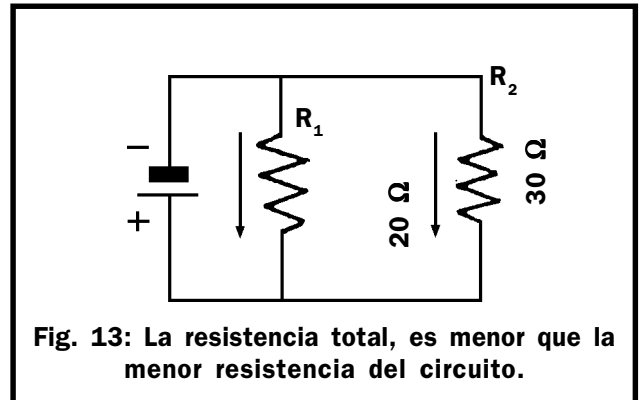 R₂
R₁
–
+
20 Ω
30 Ω
Fig. 13: La resistencia total, es menor que la
menor resistencia del circuito.